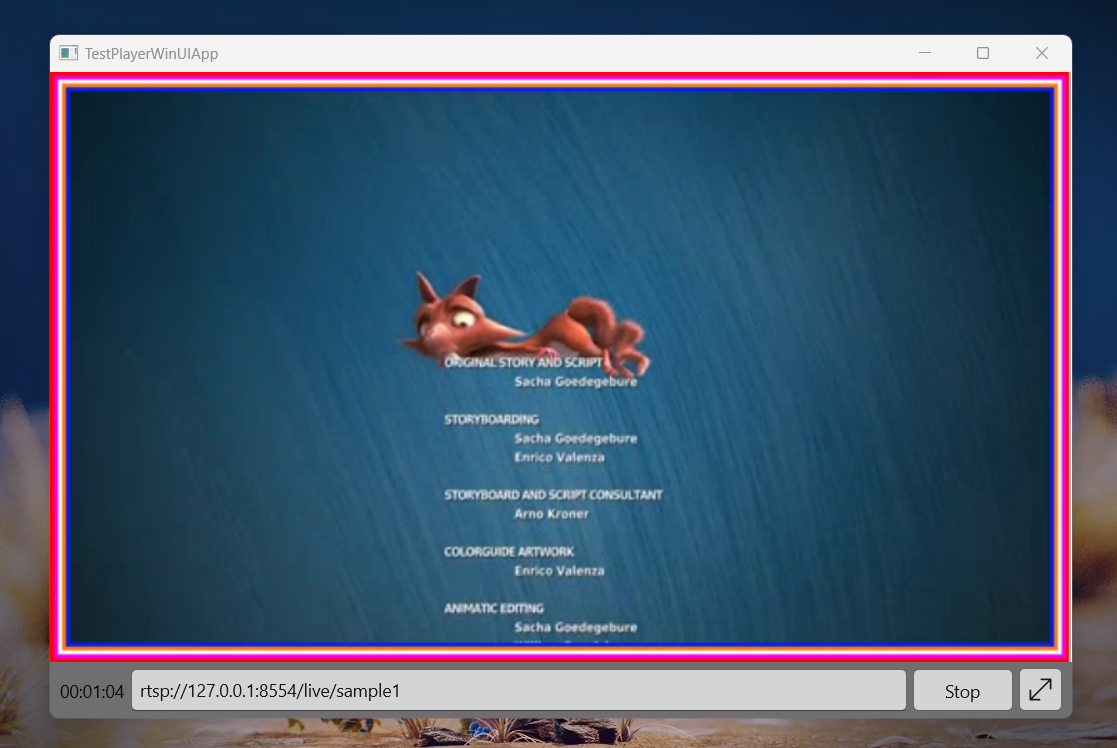 TestPlayerWinUIApp
ORIGINAL STORY AND SCRIPT
Sacha Goedegebure
STORYBOARDING
Sacha Goedegebure
Enrico Valenza
STORYBOARD AND SCRIPT CONSULTANT
Arno Kroner
COLORGUIDE ARTWORK
Enrico Valenza
ANIMATIC EDITING
Sacha Goedegebure
00:01:04 rtsp://127.0.0.1:8554/live/sample1 Stop